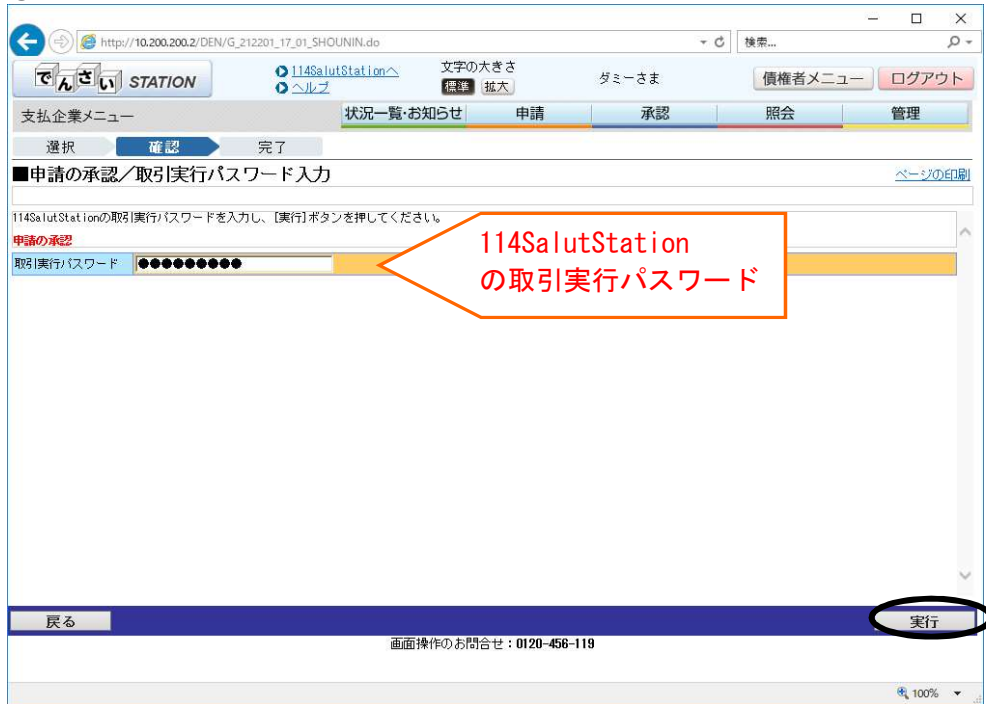 http://10.200.200.2/DEN/G_212201_17_01_SHOUNIN.do
検索...
でんさい STATION
114SalutStationへ
ヘルプ
文字の大きさ
標準 拡大
ダミーさま
債権者メニュー
ログアウト
支払企業メニュー
状況一覧・お知らせ 申請 承認 照会 管理
選択 確認 完了
■申請の承認／取引実行パスワード入力
ページの印刷
114SalutStationの取引実行パスワードを入力し、[実行]ボタンを押してください。
申請の承認
取引実行パスワード ●●●●●●●●●
114SalutStation
の取引実行パスワード
戻る
実行
画面操作のお問合せ：0120-456-119
100%